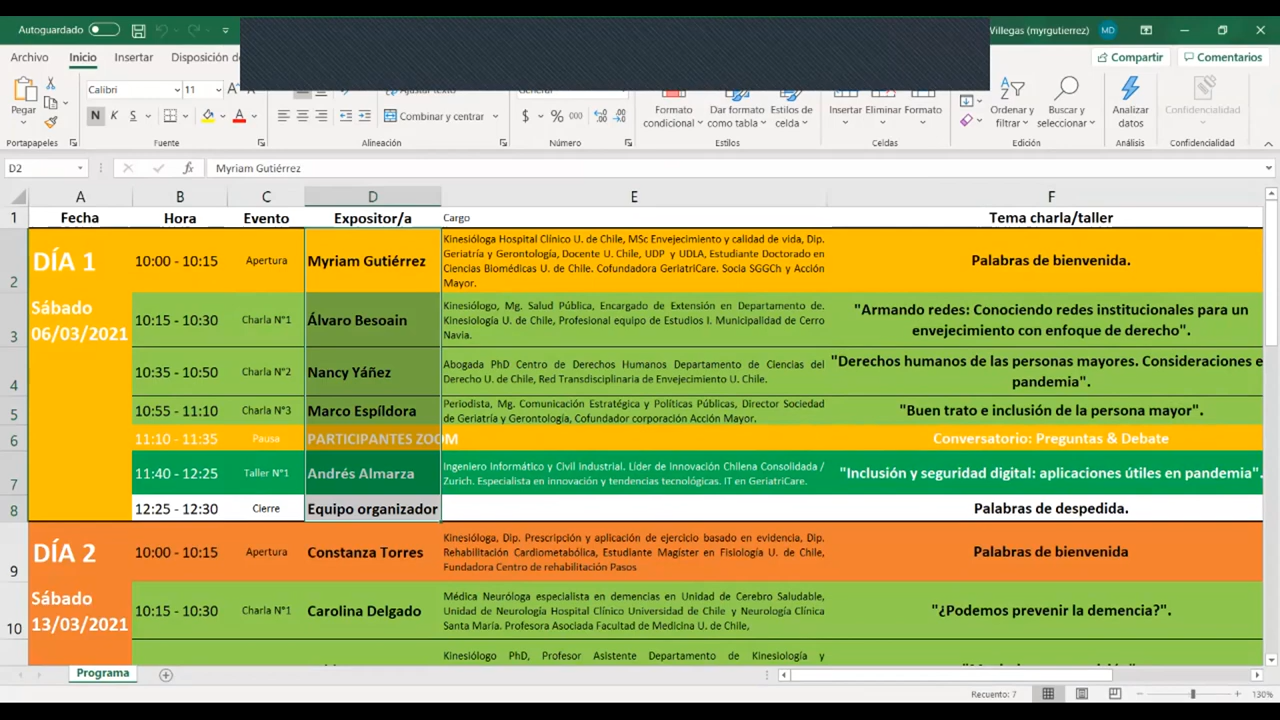 Autoguardado
Villegas (myrgutierrez) MD
Archivo Inicio Insertar Disposición d
Compartir Comentarios
Pegar
Calibri 11
N K S
Combinar y centrar
$ % 000
Formato condicional
Dar formato como tabla
Estilos de celda
Insertar Eliminar Formato
Ordenar y filtrar
Buscar y seleccionar
Analizar datos
Confidencialidad
Portapapeles Fuente Alineación Número Estilos Celdas Edición Análisis Confidencialidad
D2 fx Myriam Gutiérrez
A B C D E F
1 Fecha Hora Evento Expositor/a Cargo Tema charla/taller
DÍA 1
2 10:00 - 10:15 Apertura Myriam Gutiérrez
Kinesióloga Hospital Clínico U. de Chile, MSc Envejecimiento y calidad de vida, Dip.
Geriatría y Gerontología, Docente U. Chile, UDP y UDLA, Estudiante Doctorado en
Ciencias Biomédicas U. de Chile. Cofundadora GeriatriCare. Socia SGGCh y Acción
Mayor.
Palabras de bienvenida.
Sábado
06/03/2021
3 10:15 - 10:30 Charla N°1 Álvaro Besoain
Kinesiólogo, Mg. Salud Pública, Encargado de Extensión en Departamento de.
Kinesiología U. de Chile, Profesional equipo de Estudios I. Municipalidad de Cerro
Navia.
"Armando redes: Conociendo redes institucionales para un
envejecimiento con enfoque de derecho".
4 10:35 - 10:50 Charla N°2 Nancy Yáñez
Abogada PhD Centro de Derechos Humanos Departamento de Ciencias del
Derecho U. de Chile, Red Transdisciplinaria de Envejecimiento U. Chile.
"Derechos humanos de las personas mayores. Consideraciones e
pandemia".
5 10:55 - 11:10 Charla N°3 Marco Espíldora
Periodista, Mg. Comunicación Estratégica y Políticas Públicas, Director Sociedad
de Geriatría y Gerontología, Cofundador corporación Acción Mayor.
"Buen trato e inclusión de la persona mayor".
6 11:10 - 11:35 Pausa PARTICIPANTES ZOOM Conversatorio: Preguntas & Debate
7 11:40 - 12:25 Taller N°1 Andrés Almarza
Ingeniero Informático y Civil Industrial. Líder de Innovación Chilena Consolidada /
Zurich. Especialista en innovación y tendencias tecnológicas. IT en GeriatriCare.
"Inclusión y seguridad digital: aplicaciones útiles en pandemia".
8 12:25 - 12:30 Cierre Equipo organizador Palabras de despedida.
DÍA 2
9 10:00 - 10:15 Apertura Constanza Torres
Kinesióloga, Dip. Prescripción y aplicación de ejercicio basado en evidencia, Dip.
Rehabilitación Cardiometabólica, Estudiante Magíster en Fisiología U. de Chile,
Fundadora Centro de rehabilitación Pasos
Palabras de bienvenida
Sábado
13/03/2021
10 10:15 - 10:30 Charla N°1 Carolina Delgado
Médica Neuróloga especialista en demencias en Unidad de Cerebro Saludable,
Unidad de Neurología Hospital Clínico Universidad de Chile y Neurología Clínica
Santa María. Profesora Asociada Facultad de Medicina U. de Chile,
"¿Podemos prevenir la demencia?".
Kinesiólogo PhD, Profesor Asistente Departamento de Kinesiología y
Programa
Recuento: 7 130%